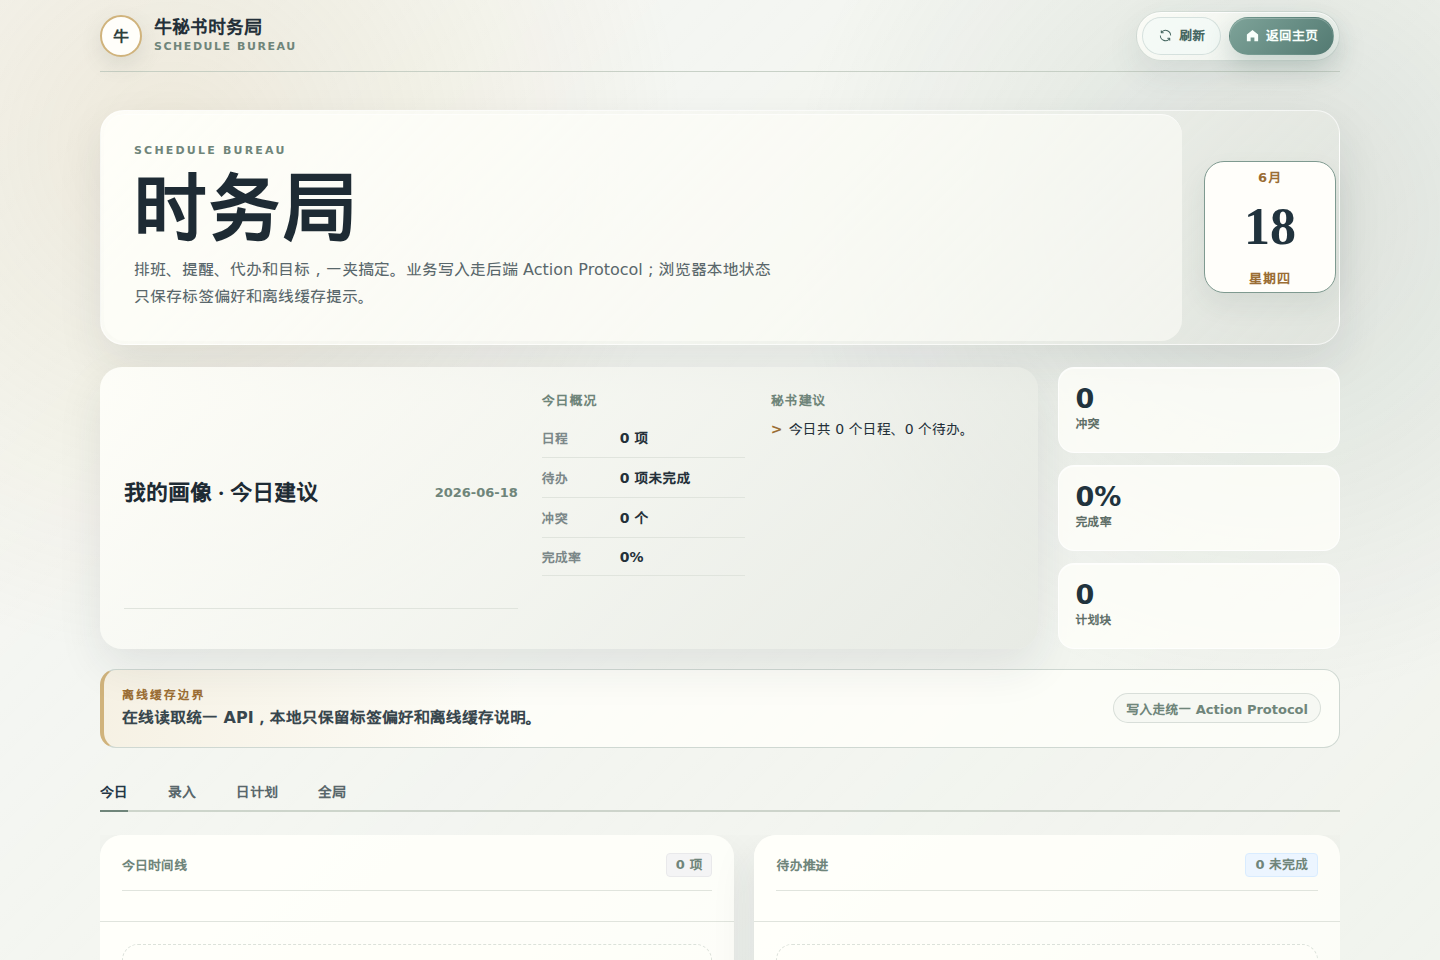 牛
牛秘书时务局
SCHEDULE BUREAU
刷新
返回主页
SCHEDULE BUREAU
时务局
排班、提醒、代办和目标，一夹搞定。业务写入走后端 Action Protocol；浏览器本地状态
只保存标签偏好和离线缓存提示。
6月
18
星期四
我的画像 · 今日建议
2026-06-18
今日概况
日程 0 项
待办 0 项未完成
冲突 0 个
完成率 0%
秘书建议
> 今日共 0 个日程、0 个待办。
0
冲突
0%
完成率
0
计划块
离线缓存边界
在线读取统一 API，本地只保留标签偏好和离线缓存说明。
写入走统一 Action Protocol
今日 录入 日计划 全局
今日时间线
0 项
待办推进
0 未完成